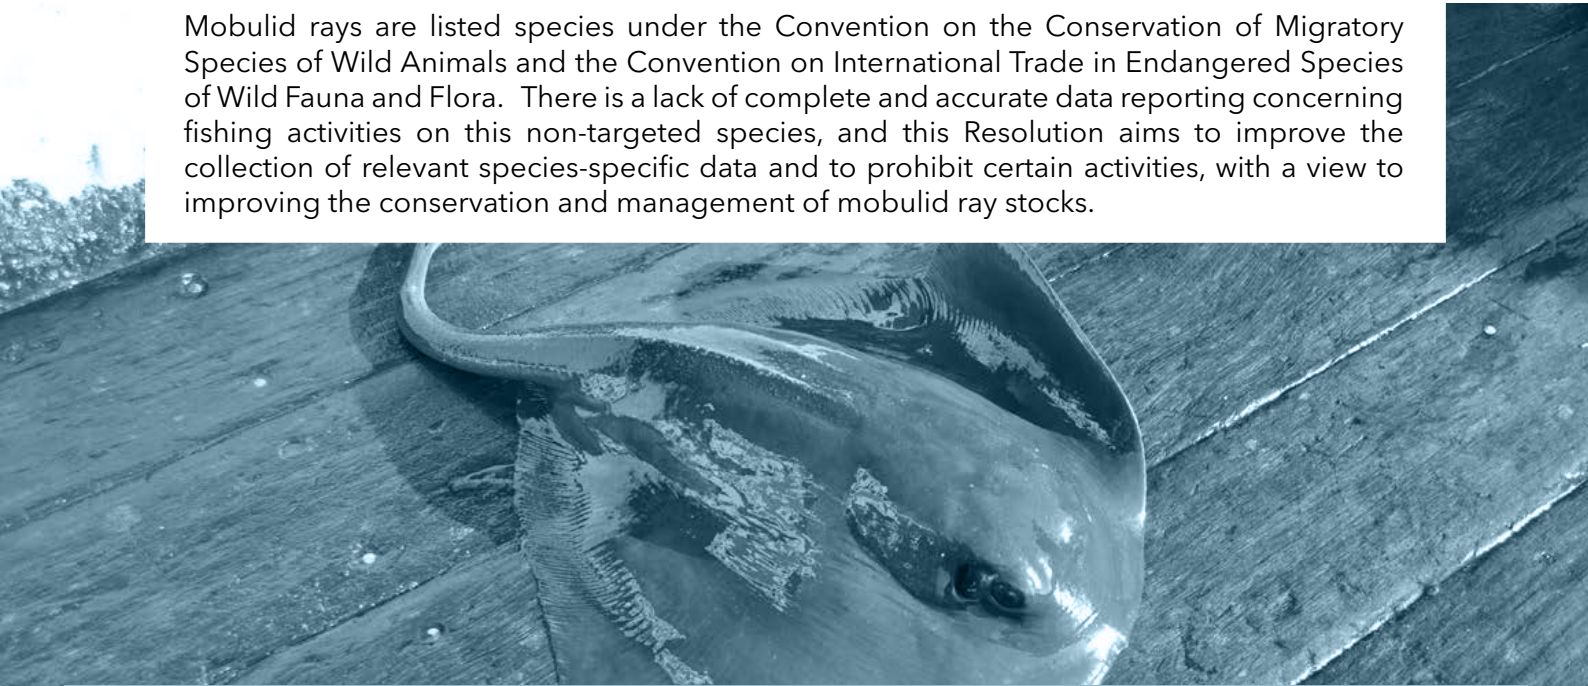 Mobulid rays are listed species under the Convention on the Conservation of Migratory
Species of Wild Animals and the Convention on International Trade in Endangered Species
of Wild Fauna and Flora.  There is a lack of complete and accurate data reporting concerning
fishing activities on this non-targeted species, and this Resolution aims to improve the
collection of relevant species-specific data and to prohibit certain activities, with a view to
improving the conservation and management of mobulid ray stocks.